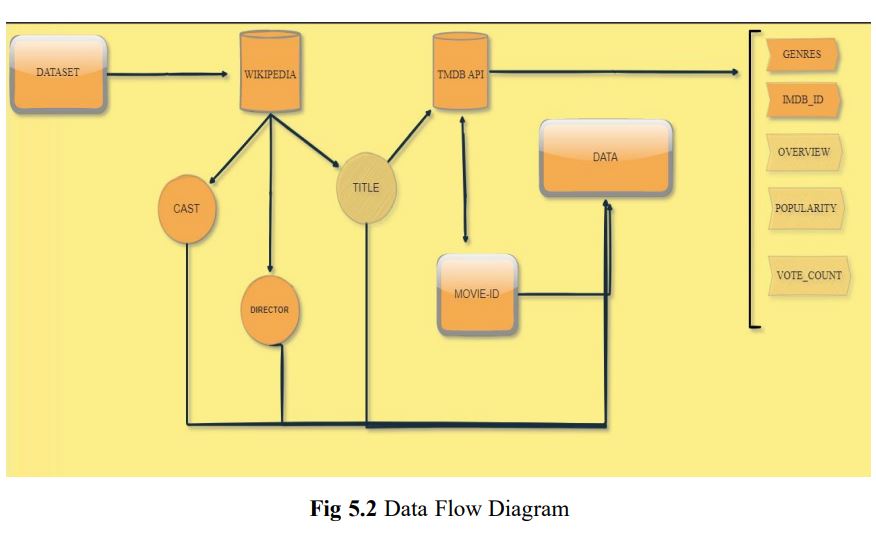 DATASET
WIKIPEDIA
TMDB API
GENRES
IMDB_ID
OVERVIEW
POPULARITY
VOTE_COUNT
DATA
TITLE
CAST
DIRECTOR
MOVIE-ID
Fig 5.2 Data Flow Diagram